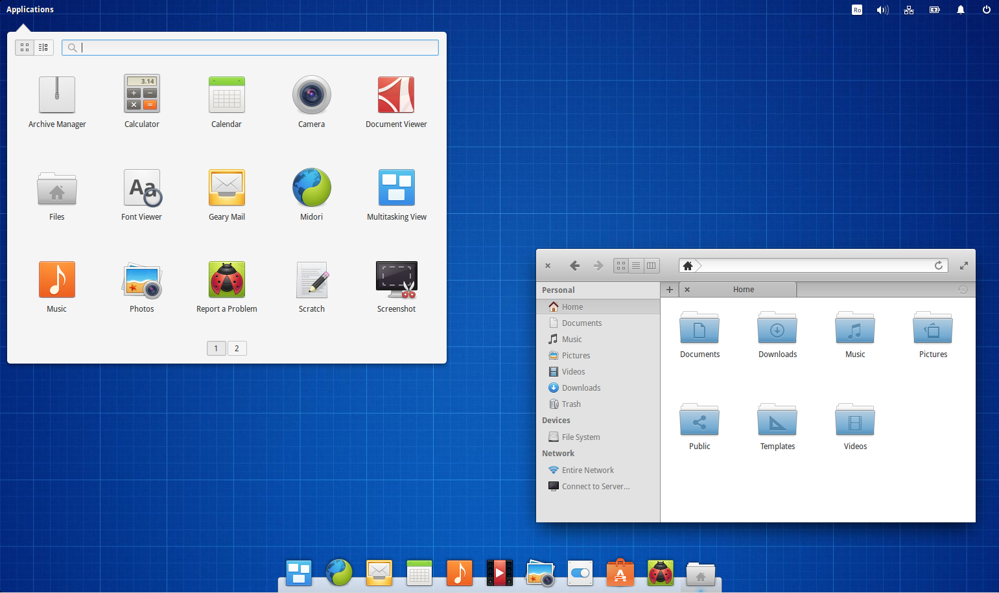 Applications
Ro
3.14
Archive Manager
Calculator
Calendar
Camera
Document Viewer
Aa
Files
Font Viewer
Geary Mail
Midori
Multitasking View
Music
Photos
Report a Problem
Scratch
Screenshot
1
2
Personal
Home
Documents
Music
Pictures
Videos
Downloads
Trash
Devices
File System
Network
Entire Network
Connect to Server...
Home
Documents
Downloads
Music
Pictures
Public
Templates
Videos
A